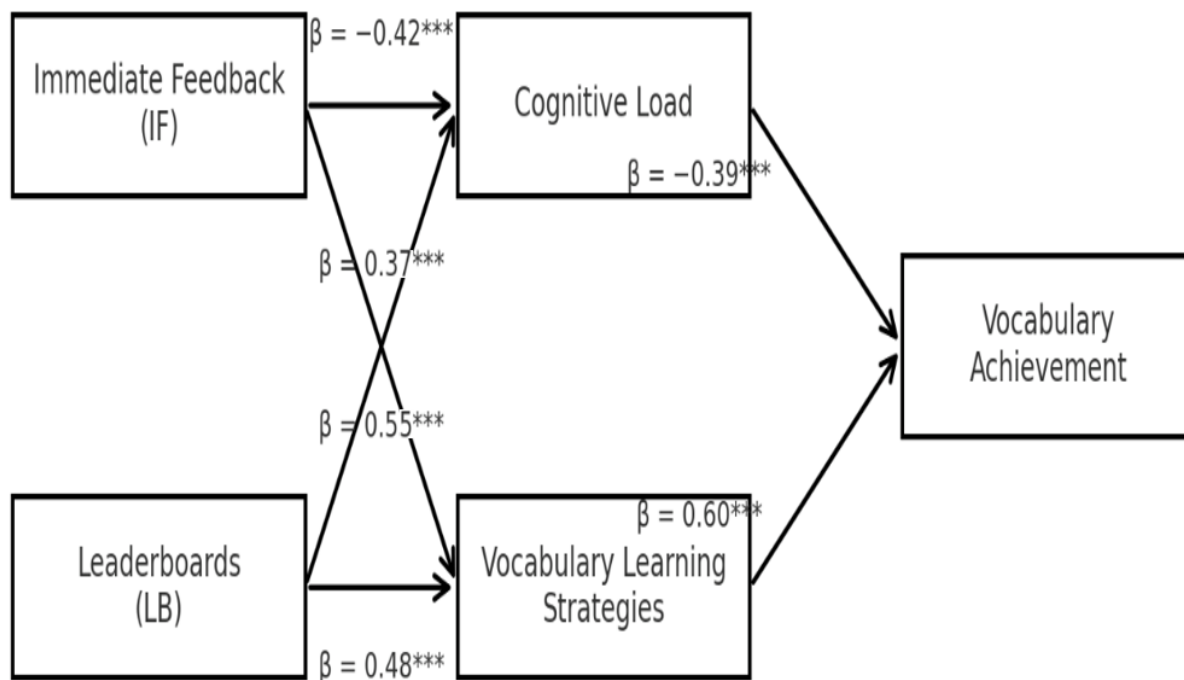 β = −0.42***
Immediate Feedback
(IF)
Cognitive Load
β = −0.39***
β = 0.37***
Vocabulary
Achievement
β = 0.55***
β = 0.60***
Leaderboards
(LB)
Vocabulary Learning
Strategies
β = 0.48***